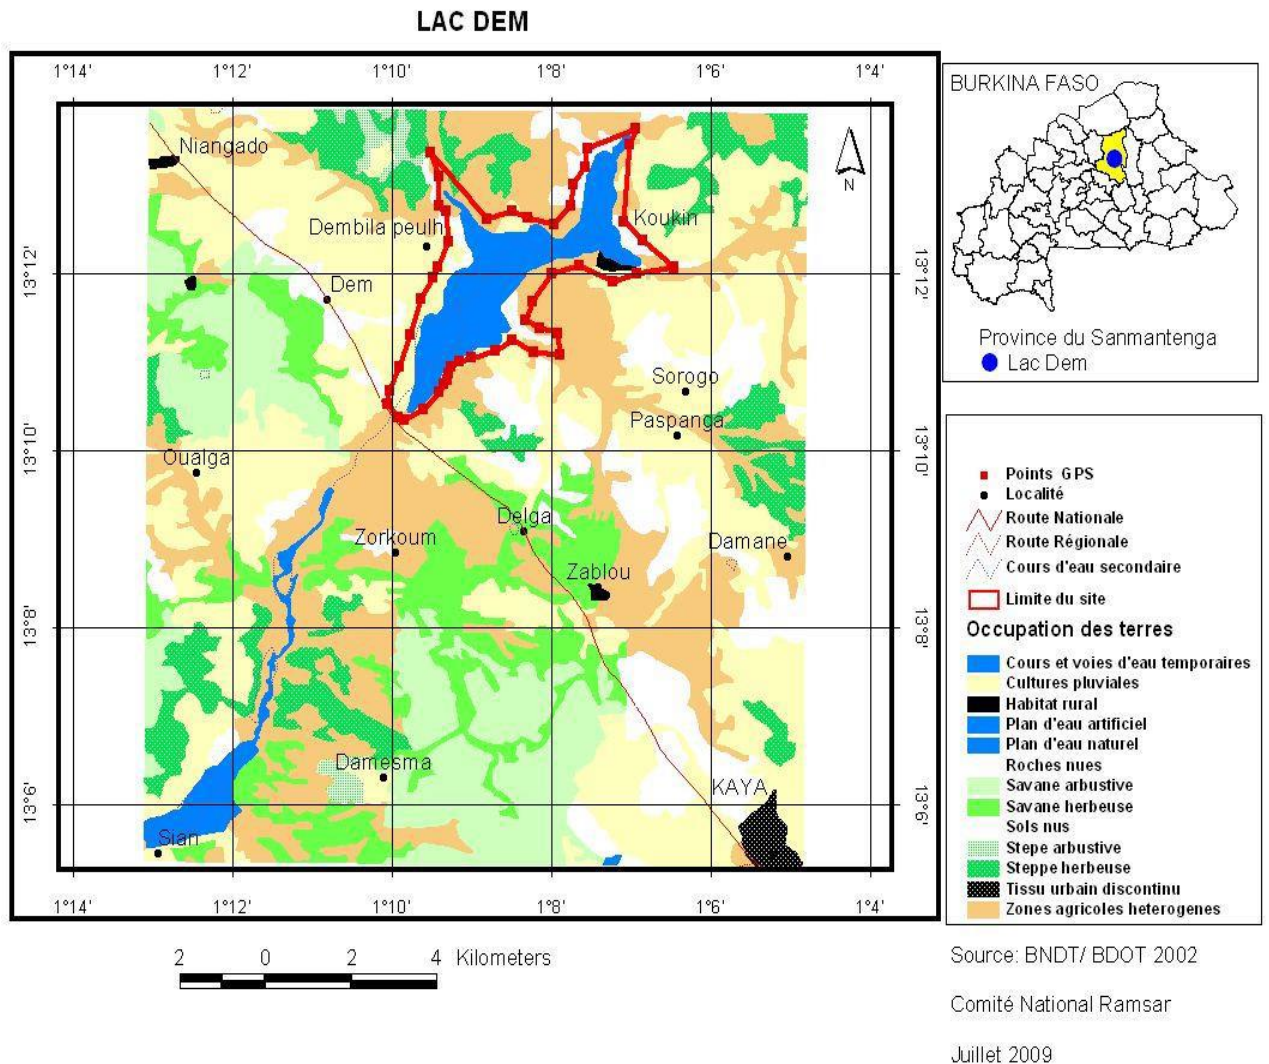 LAC DEM
1°14' 1°12' 1°10' 1°8' 1°6' 1°4'
Niangado
N
Dembila peulh
Koukin
13°12' 13°12'
Dem
Sorogo
Paspanga
13°10' 13°10'
Oualga
Delga
Zorkoum
Damane
Zablou
13°8' 13°8'
Damesma
KAYA
13°6' 13°6'
Sian
1°14' 1°12' 1°10' 1°8' 1°6' 1°4'
2 0 2 4 Kilometers
BURKINA FASO
Province du Sanmantenga
Lac Dem
Points GPS
Localité
Route Nationale
Route Régionale
Cours d'eau secondaire
Limite du site
Occupation des terres
Cours et voies d'eau temporaires
Cultures pluviales
Habitat rural
Plan d'eau artificiel
Plan d'eau naturel
Roches nues
Savane arbustive
Savane herbeuse
Sols nus
Stepe arbustive
Steppe herbeuse
Tissu urbain discontinu
Zones agricoles heterogenes
Source: BNDT/ BDOT 2002
Comité National Ramsar
Juillet 2009